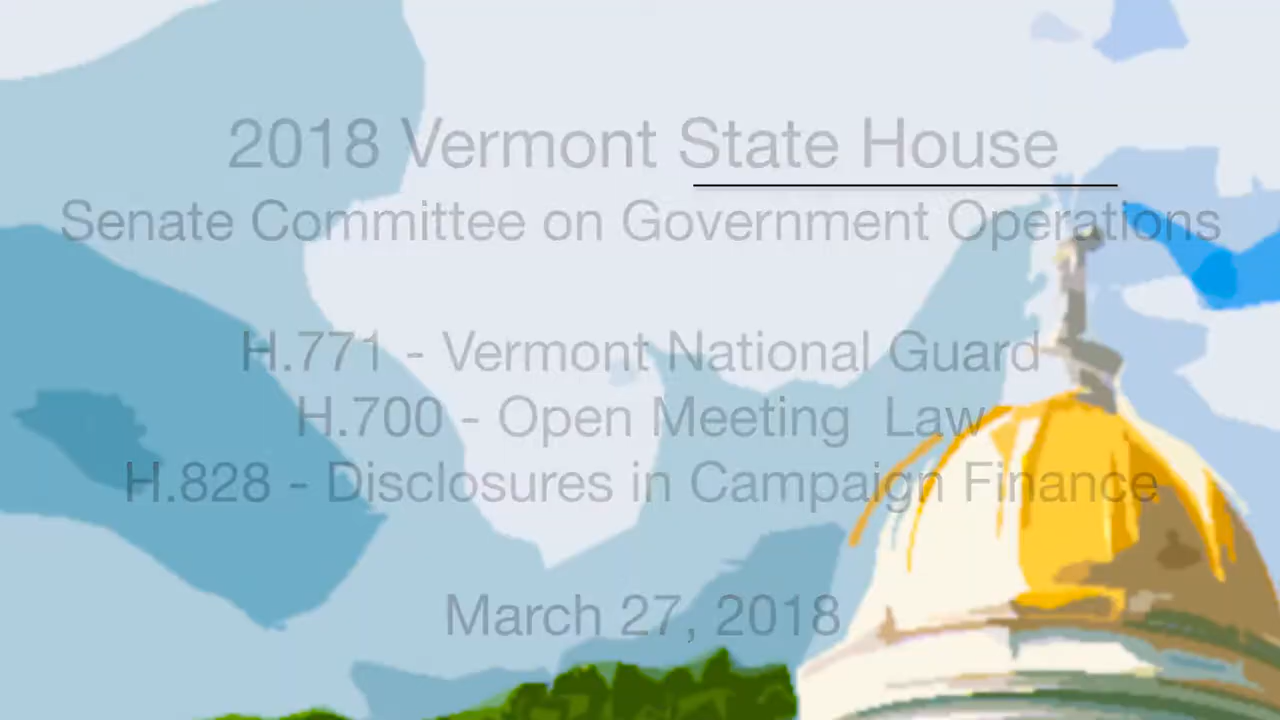 2018 Vermont State House
Senate Committee on Government Operations
H.771 - Vermont National Guard
H.700 - Open Meeting Law
H.828 - Disclosures in Campaign Finance
March 27, 2018